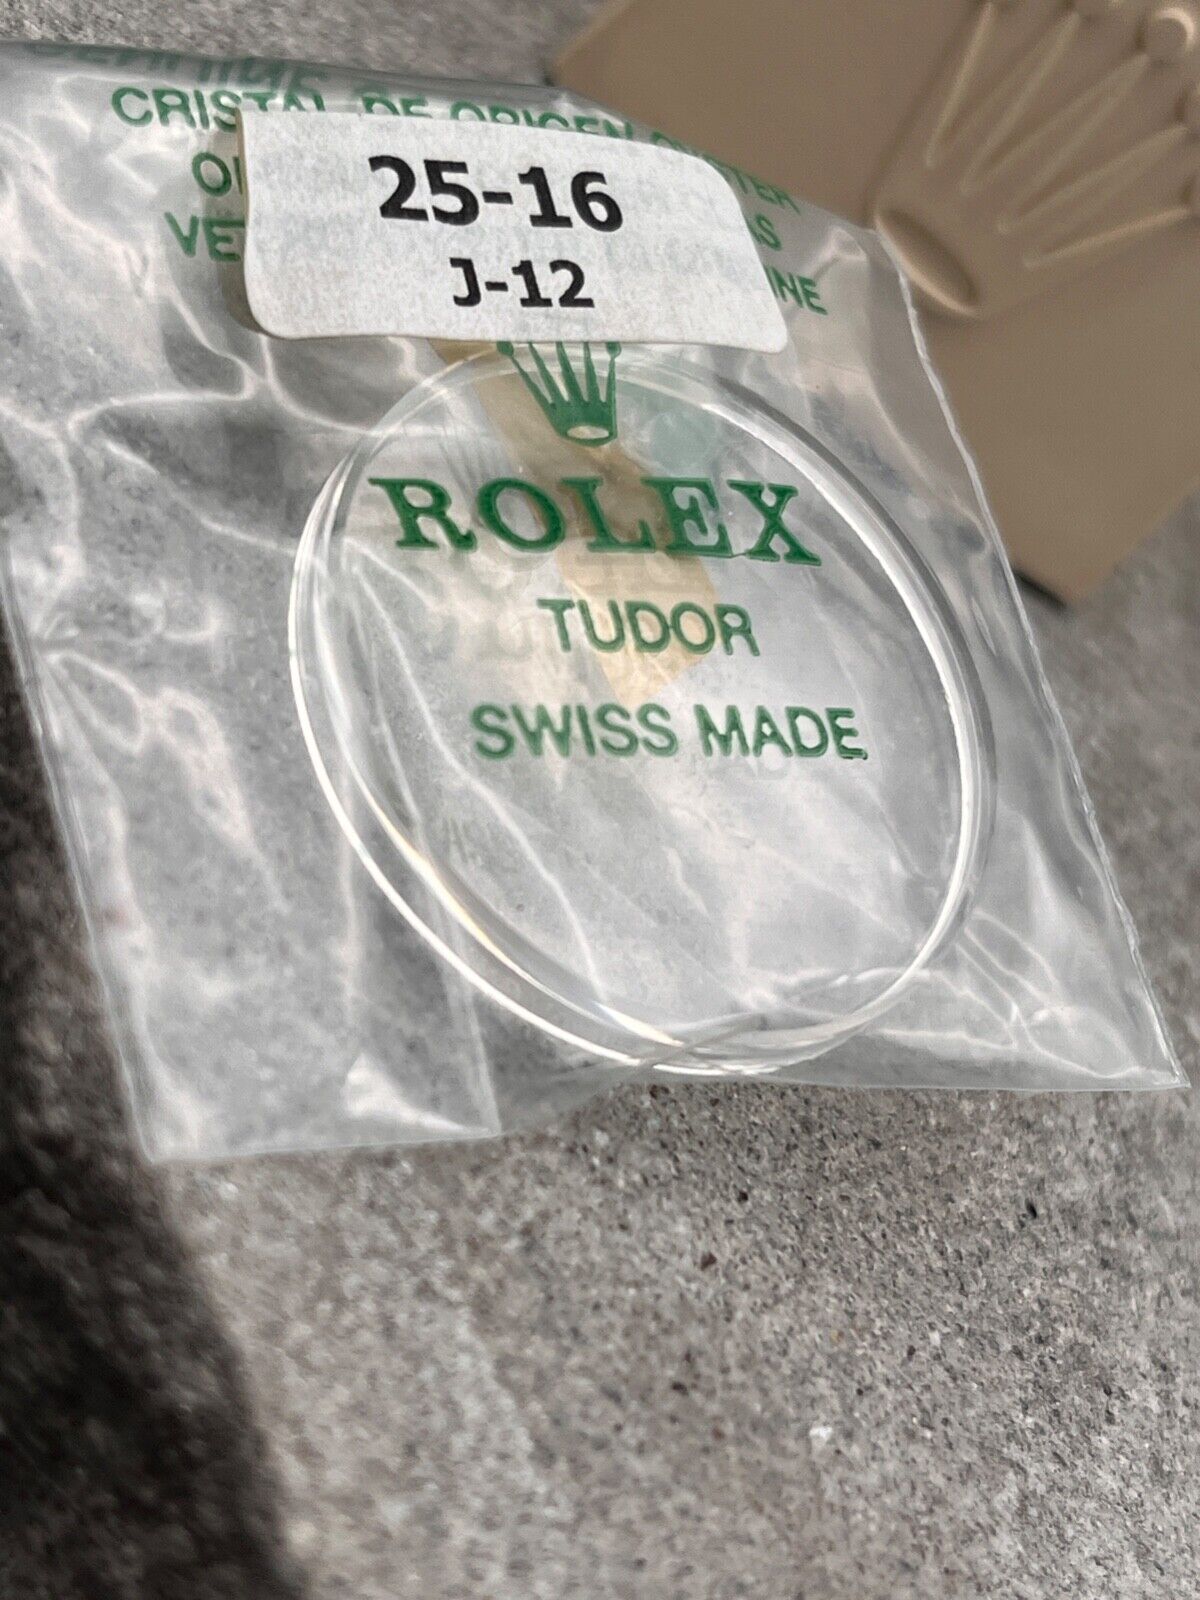 CRISTAL DE ORIGEN
25-16
J-12
ROLEX
TUDOR
SWISS MADE